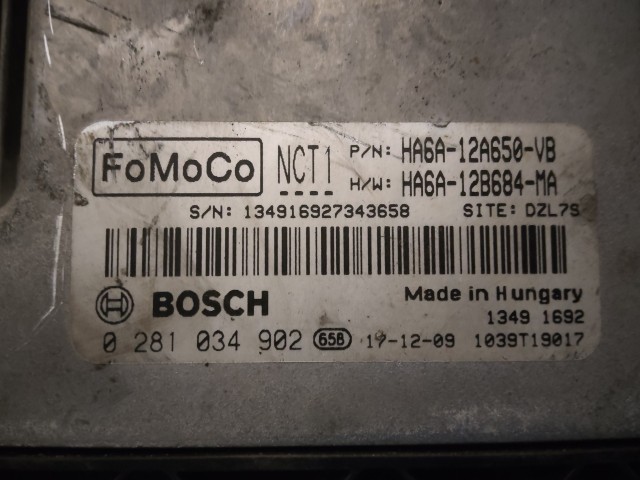 FoMoCo NCT1 P/N: HA6A-12A650-VB
H/W: HA6A-12B684-MA
S/N: 134916927343658 SITE: DZL7S
BOSCH Made in Hungary
1349 1692
0 281 034 902 658 17-12-09 1039T19017